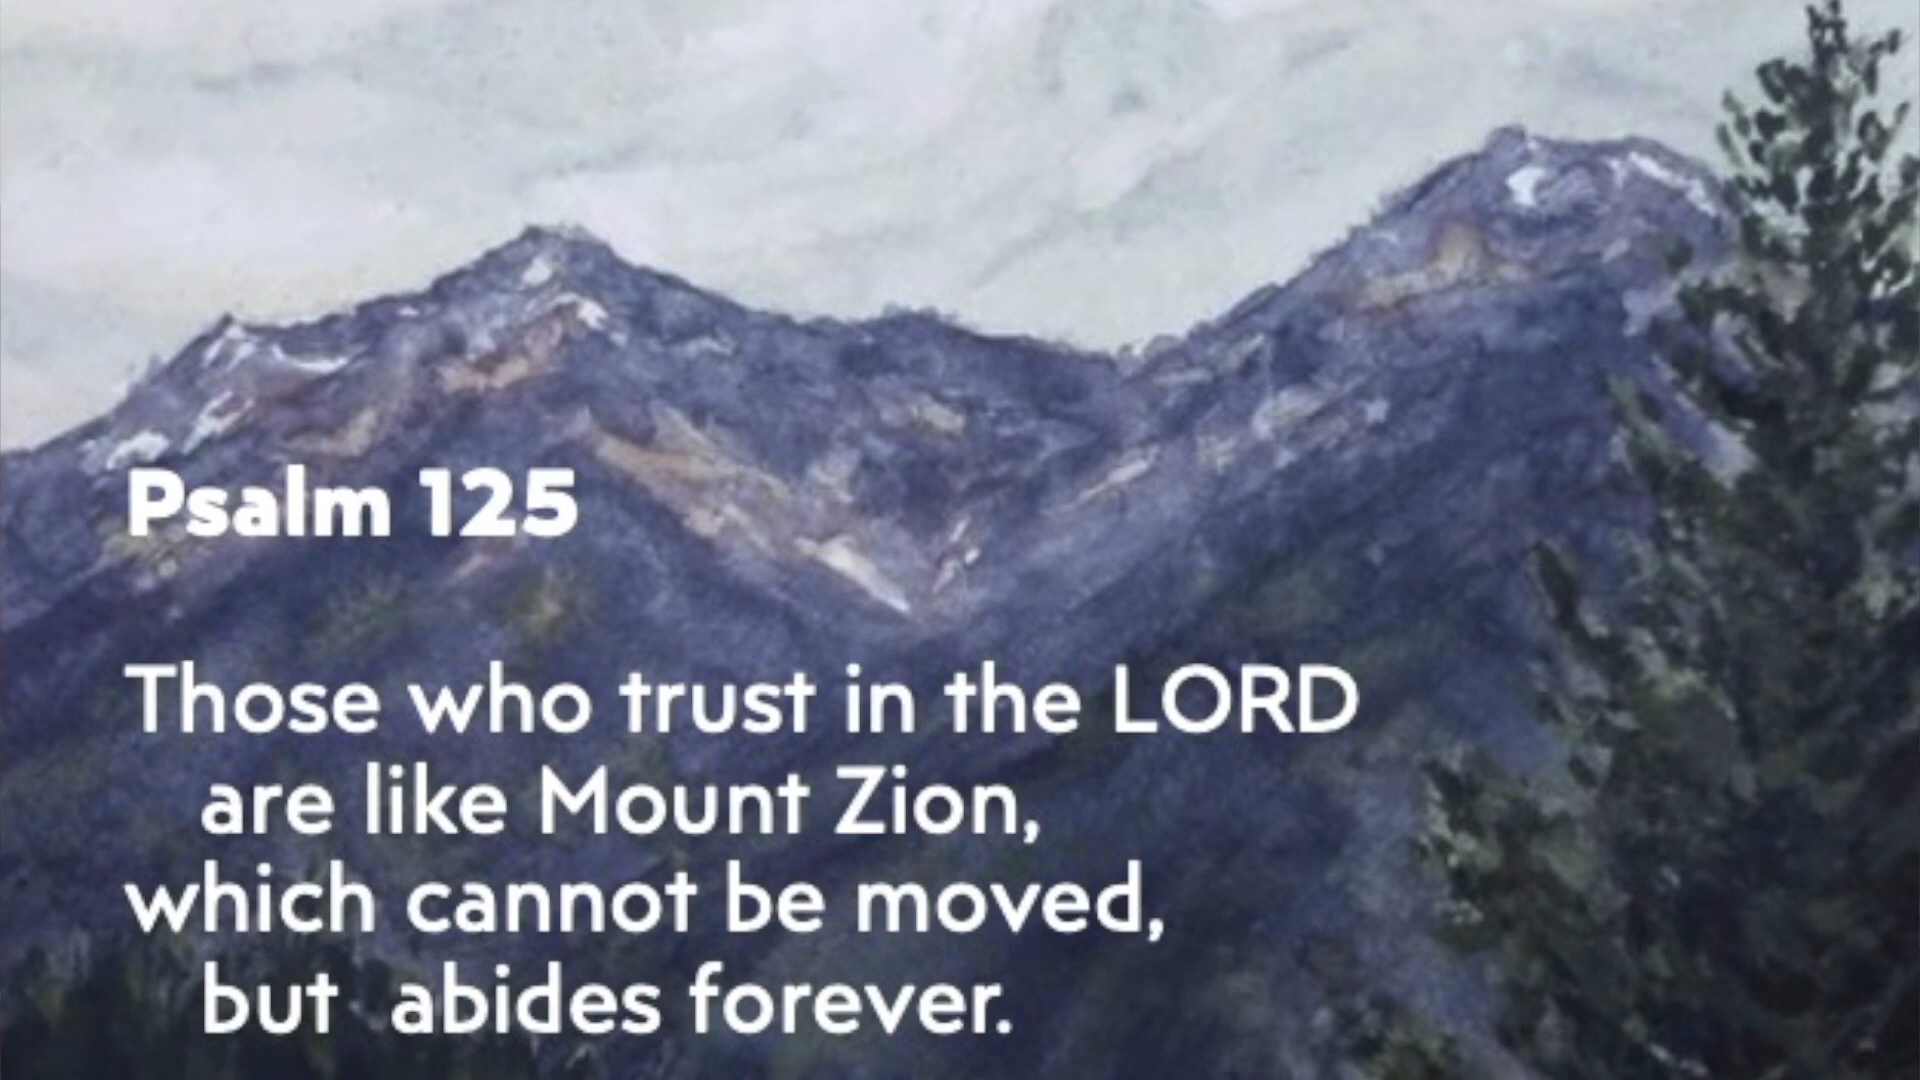 Psalm 125
Those who trust in the LORD
are like Mount Zion,
which cannot be moved,
but abides forever.